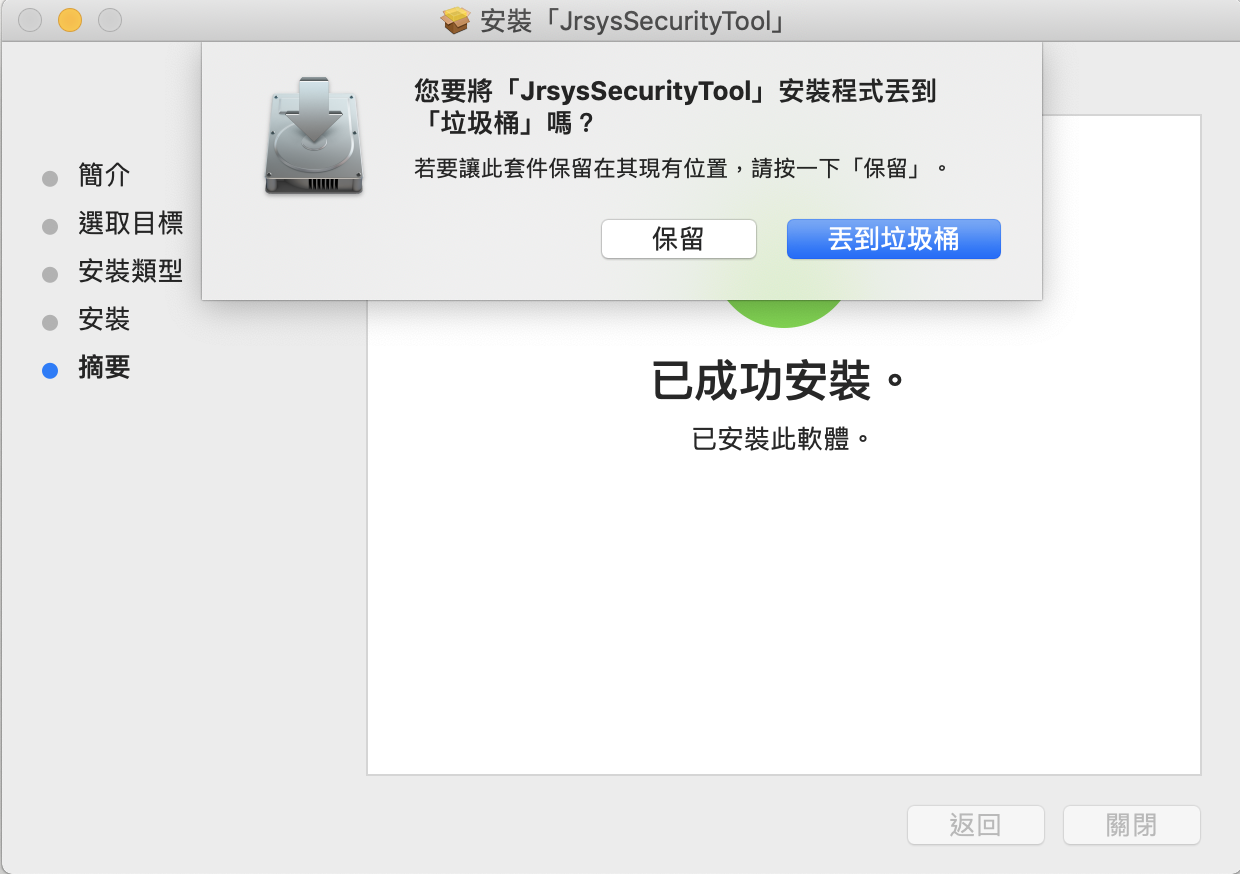 安裝「JrsysSecurityTool」
您要將「JrsysSecurityTool」安裝程式丟到
「垃圾桶」嗎？
若要讓此套件保留在其現有位置，請按一下「保留」。
保留
丟到垃圾桶
簡介
選取目標
安裝類型
安裝
摘要
已成功安裝。
已安裝此軟體。
返回
關閉